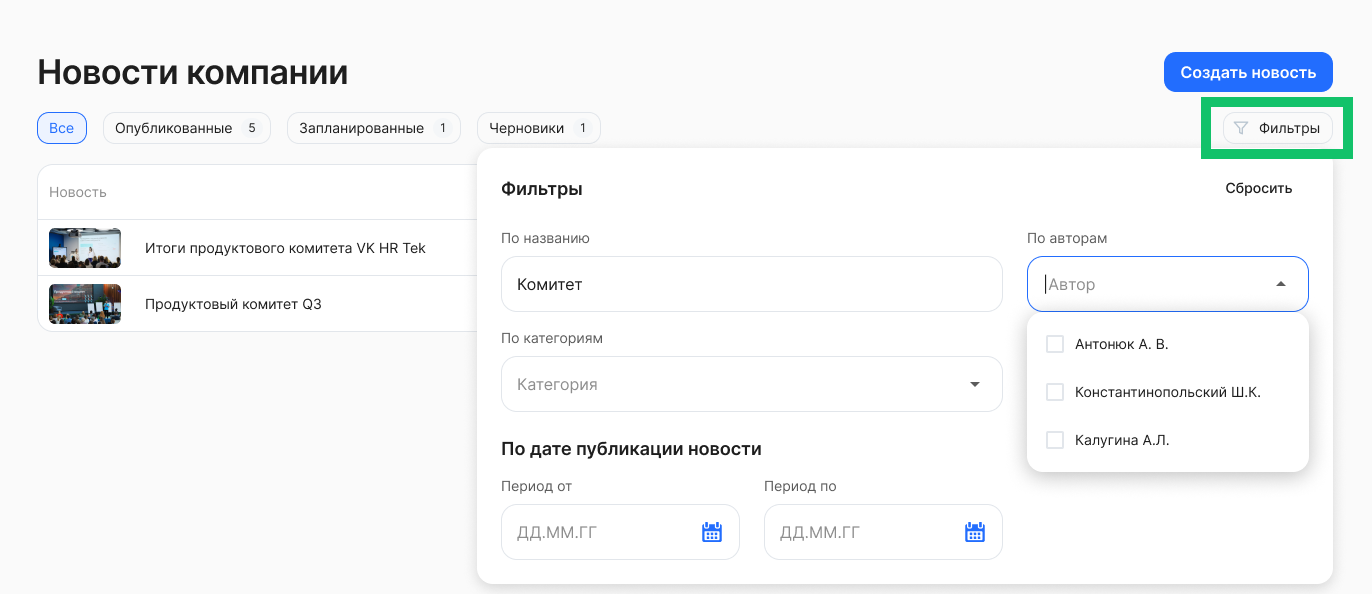 Новости компании
Создать новость
Все
Опубликованные 5
Запланированные 1
Черновики 1
Фильтры
Новость
Итоги продуктового комитета VK HR Tek
Продуктовый комитет Q3
Фильтры
Сбросить
По названию
Комитет
По авторам
Автор
Антонюк А. В.
Константинопольский Ш.К.
Калугина А.Л.
По категориям
Категория
По дате публикации новости
Период от
ДД.ММ.ГГ
Период по
ДД.ММ.ГГ